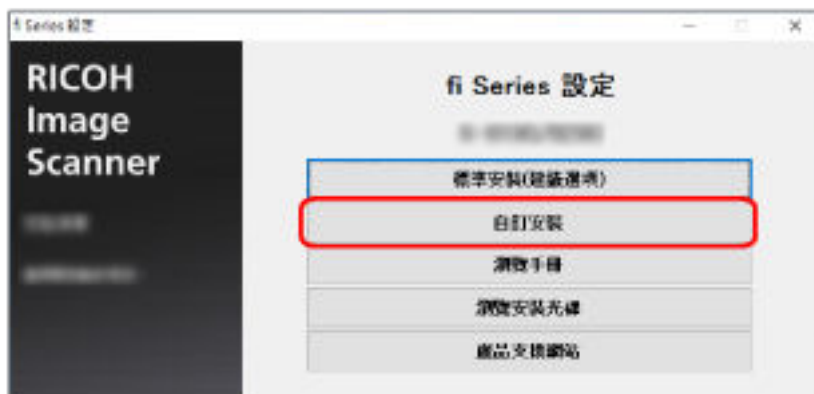 fi Series 設定
RICOH
Image
Scanner
fi Series 設定
標準安裝(建議選項)
自訂安裝
瀏覽手冊
瀏覽安裝光碟
產品支援網站